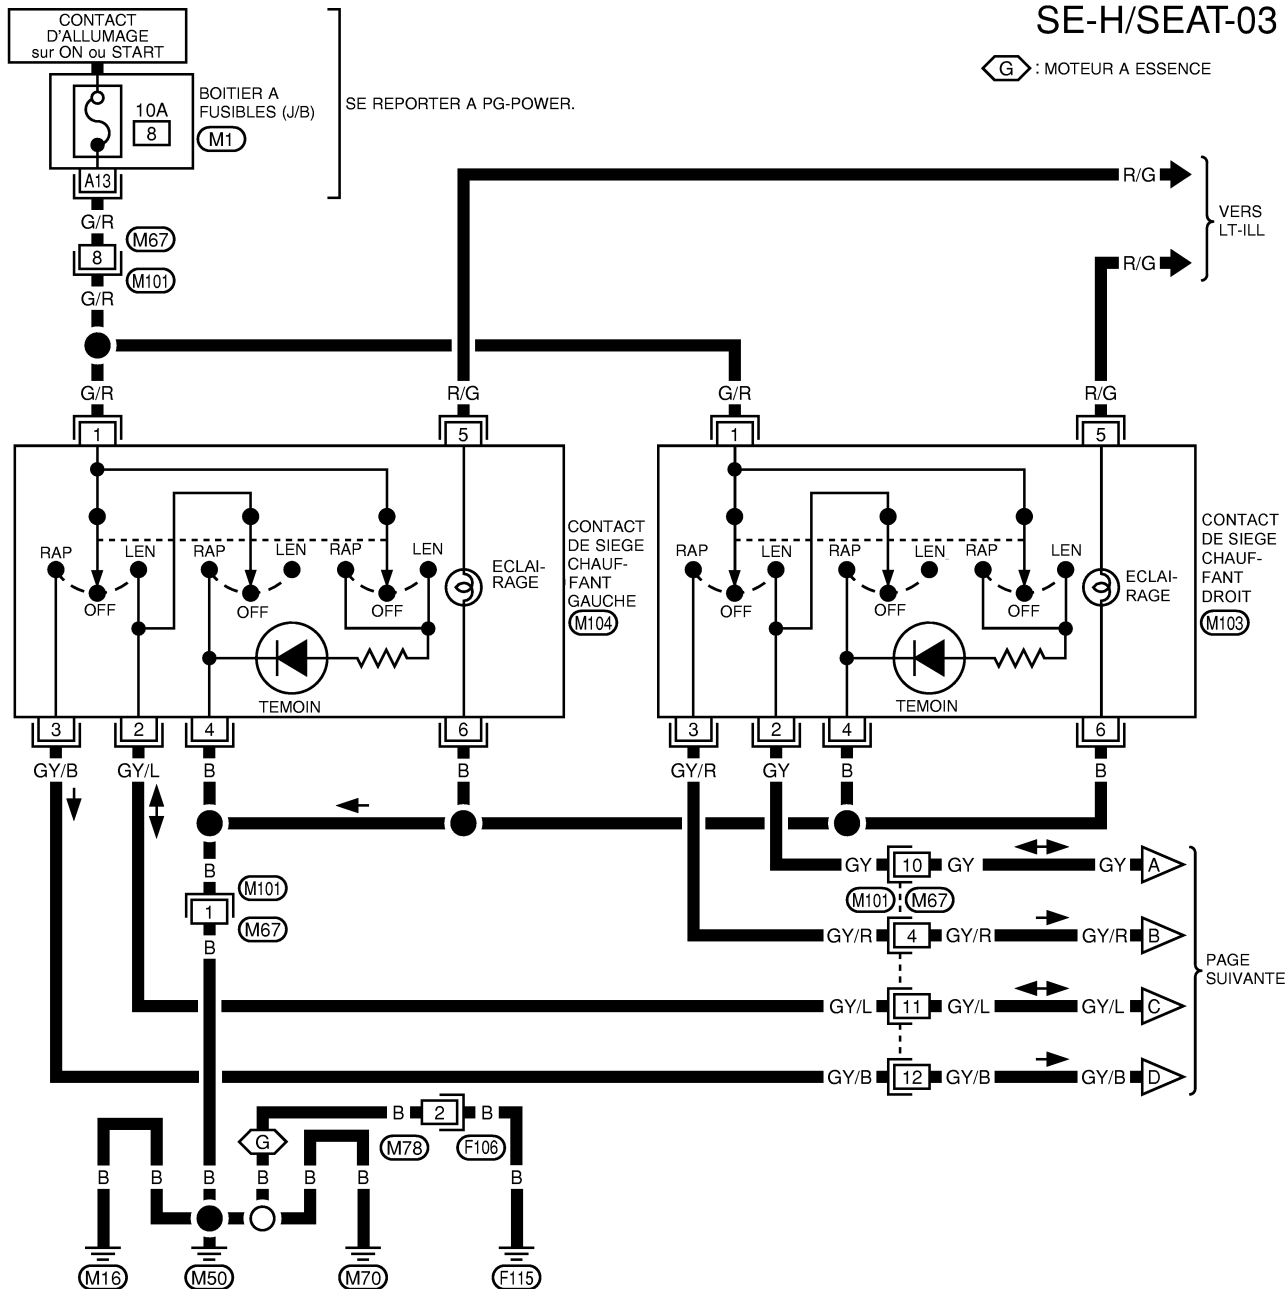 CONTACT
D'ALLUMAGE
sur ON ou START
SE-H/SEAT-03
G : MOTEUR A ESSENCE
10A
8
BOITIER A
FUSIBLES (J/B)
M1
SE REPORTER A PG-POWER.
A13
G/R
M67
8
M101
G/R
R/G
R/G
VERS
LT-ILL
G/R
R/G
G/R
R/G
1
5
1
5
RAP
LEN
RAP
LEN
RAP
LEN
OFF
OFF
OFF
ECLAI-
RAGE
TEMOIN
CONTACT
DE SIEGE
CHAUF-
FANT
GAUCHE
M104
RAP
LEN
RAP
LEN
RAP
LEN
OFF
OFF
OFF
ECLAI-
RAGE
TEMOIN
CONTACT
DE SIEGE
CHAUF-
FANT
DROIT
M103
3
2
4
6
3
2
4
6
GY/B
GY/L
B
B
GY/R
GY
B
B
B
M101
1
M67
B
GY
10
GY
GY
A
M101
M67
GY/R
4
GY/R
GY/R
B
GY/L
11
GY/L
GY/L
C
GY/B
12
GY/B
GY/B
D
PAGE
SUIVANTE
B
2
B
G
M78
F106
B
B
B
B
B
B
B
M16
M50
M70
F115